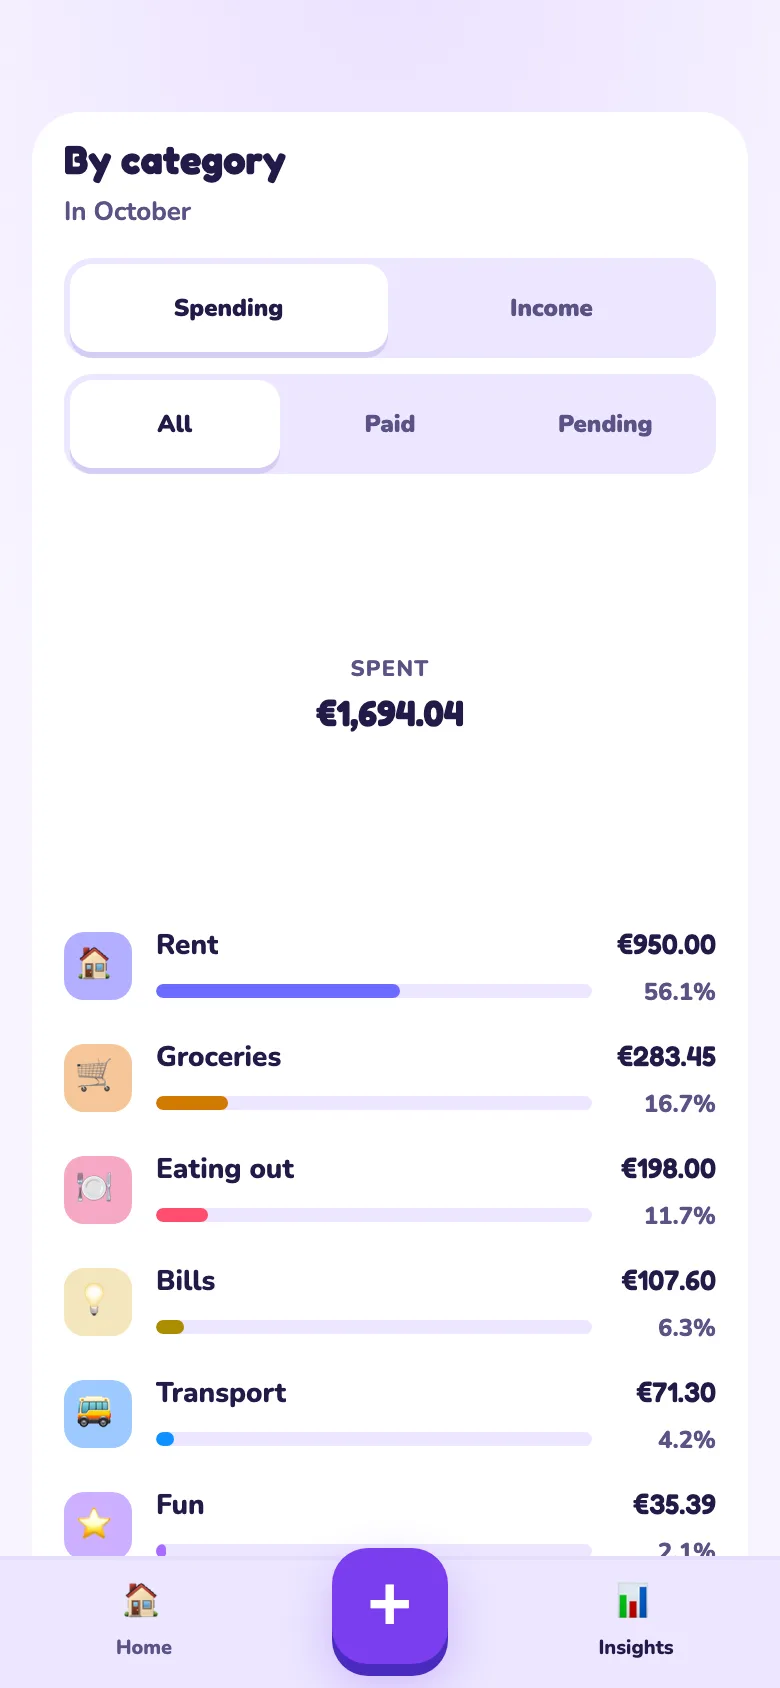 By category
In October
Spending
Income
All
Paid
Pending
SPENT
€1,694.04
Rent
€950.00
56.1%
Groceries
€283.45
16.7%
Eating out
€198.00
11.7%
Bills
€107.60
6.3%
Transport
€71.30
4.2%
Fun
€35.39
2.1%
Home
+
Insights